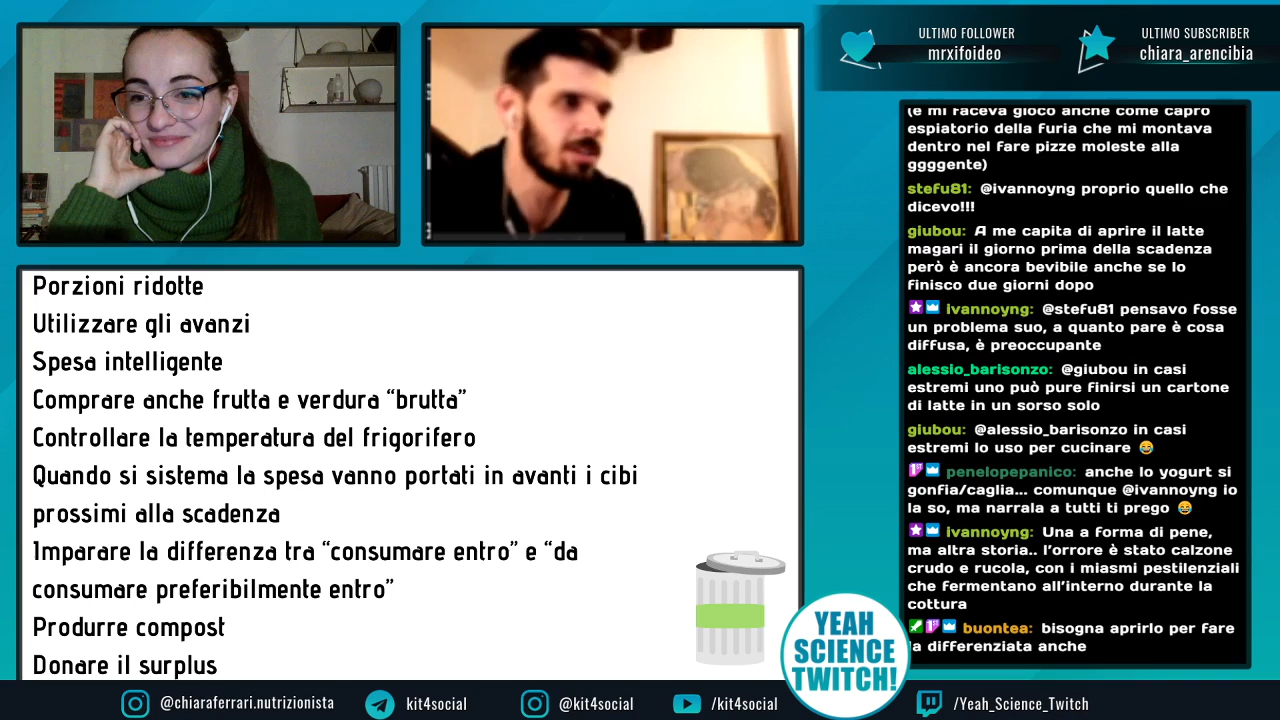 ULTIMO FOLLOWER
mrxifoideo
ULTIMO SUBSCRIBER
chiara_arencibia
Porzioni ridotte
Utilizzare gli avanzi
Spesa intelligente
Comprare anche frutta e verdura “brutta”
Controllare la temperatura del frigorifero
Quando si sistema la spesa vanno portati in avanti i cibi
prossimi alla scadenza
Imparare la differenza tra “consumare entro” e “da
consumare preferibilmente entro”
Produrre compost
Donare il surplus
(e mi faceva gioco anche come capro
espiatorio della furia che mi montava
dentro nel fare pizze moleste alla
ggggente)
stefu81: @ivannoyng proprio quello che
dicevo!!!
giubou: A me capita di aprire il latte
magari il giorno prima della scadenza
però è ancora bevibile anche se lo
finisco due giorni dopo
ivannoyng: @stefu81 pensavo fosse
un problema suo, a quanto pare è cosa
diffusa, è preoccupante
alessio_barisonzo: @giubou in casi
estremi uno può pure finirsi un cartone
di latte in un sorso solo
giubou: @alessio_barisonzo in casi
estremi lo uso per cucinare 😂
penelopepanico: anche lo yogurt si
gonfia/caglia... comunque @ivannoyng io
la so, ma narrala a tutti ti prego 😂
ivannoyng: Una a forma di pene,
ma altra storia.. l'orrore è stato calzone
crudo e rucola, con i miasmi pestilenziali
che fermentano all'interno durante la
cottura
buontea: bisogna aprirlo per fare
la differenziata anche
YEAH
SCIENCE
TWITCH!
@chiaraferrari.nutrizionista
kit4social
@kit4social
/kit4social
/Yeah_Science_Twitch